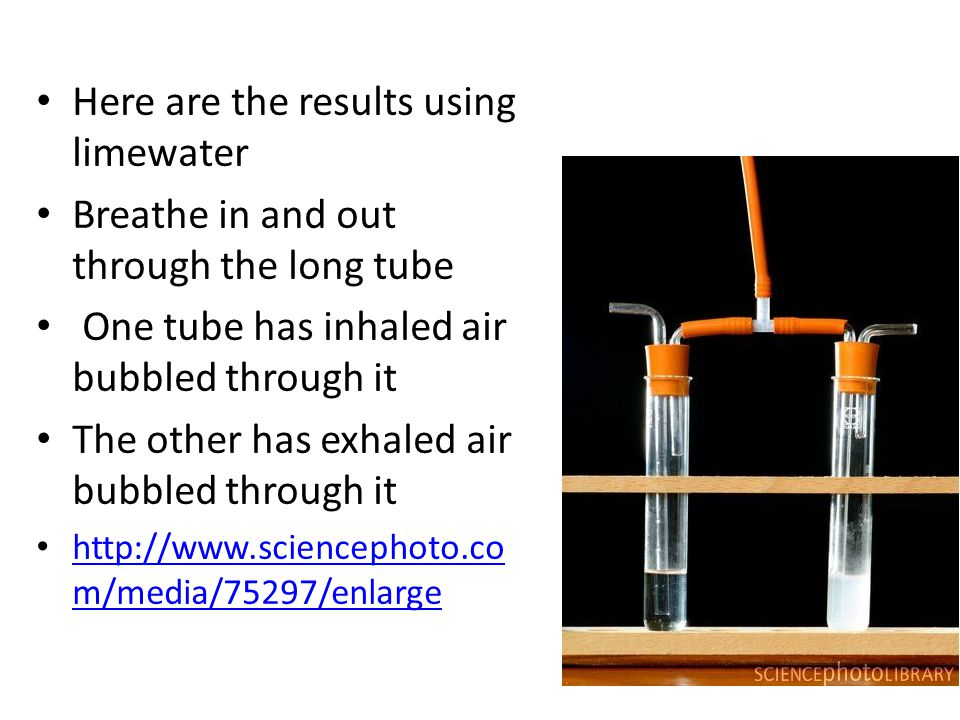 • Here are the results using
limewater
• Breathe in and out
through the long tube
• One tube has inhaled air
bubbled through it
• The other has exhaled air
bubbled through it
• http://www.sciencephoto.co
m/media/75297/enlarge
SCIENCEphotoLIBRARY